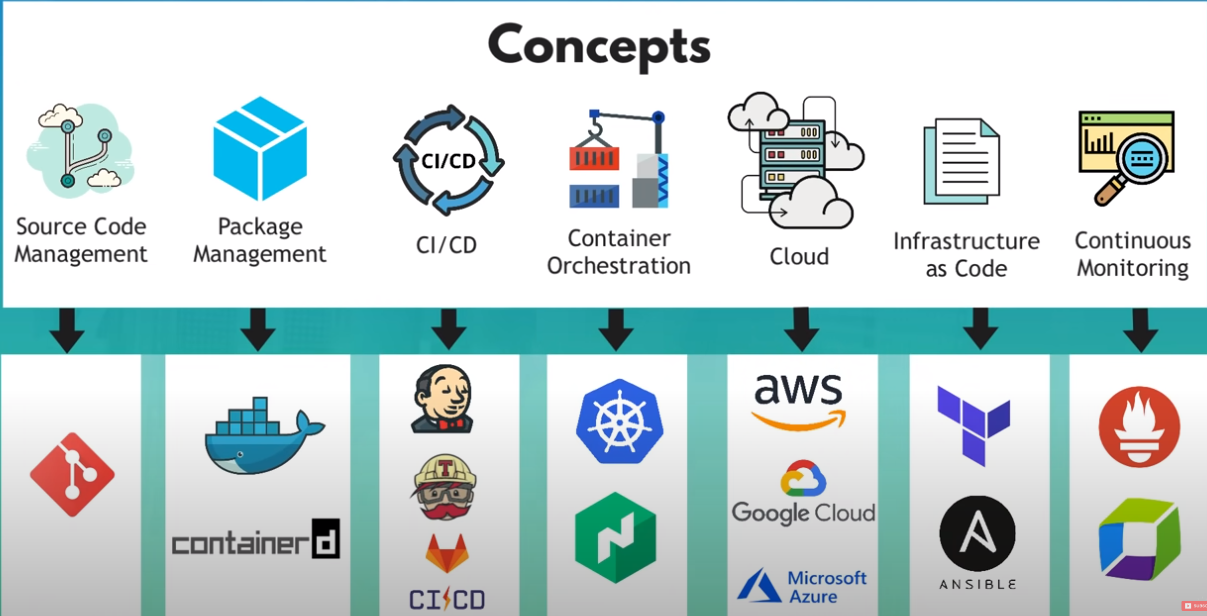 Concepts
CI/CD
Source Code
Management
Package
Management
CI/CD
Container
Orchestration
Cloud
Infrastructure
as Code
Continuous
Monitoring
containerd
T
CI CD
aws
Google Cloud
Microsoft
Azure
ANSIBLE